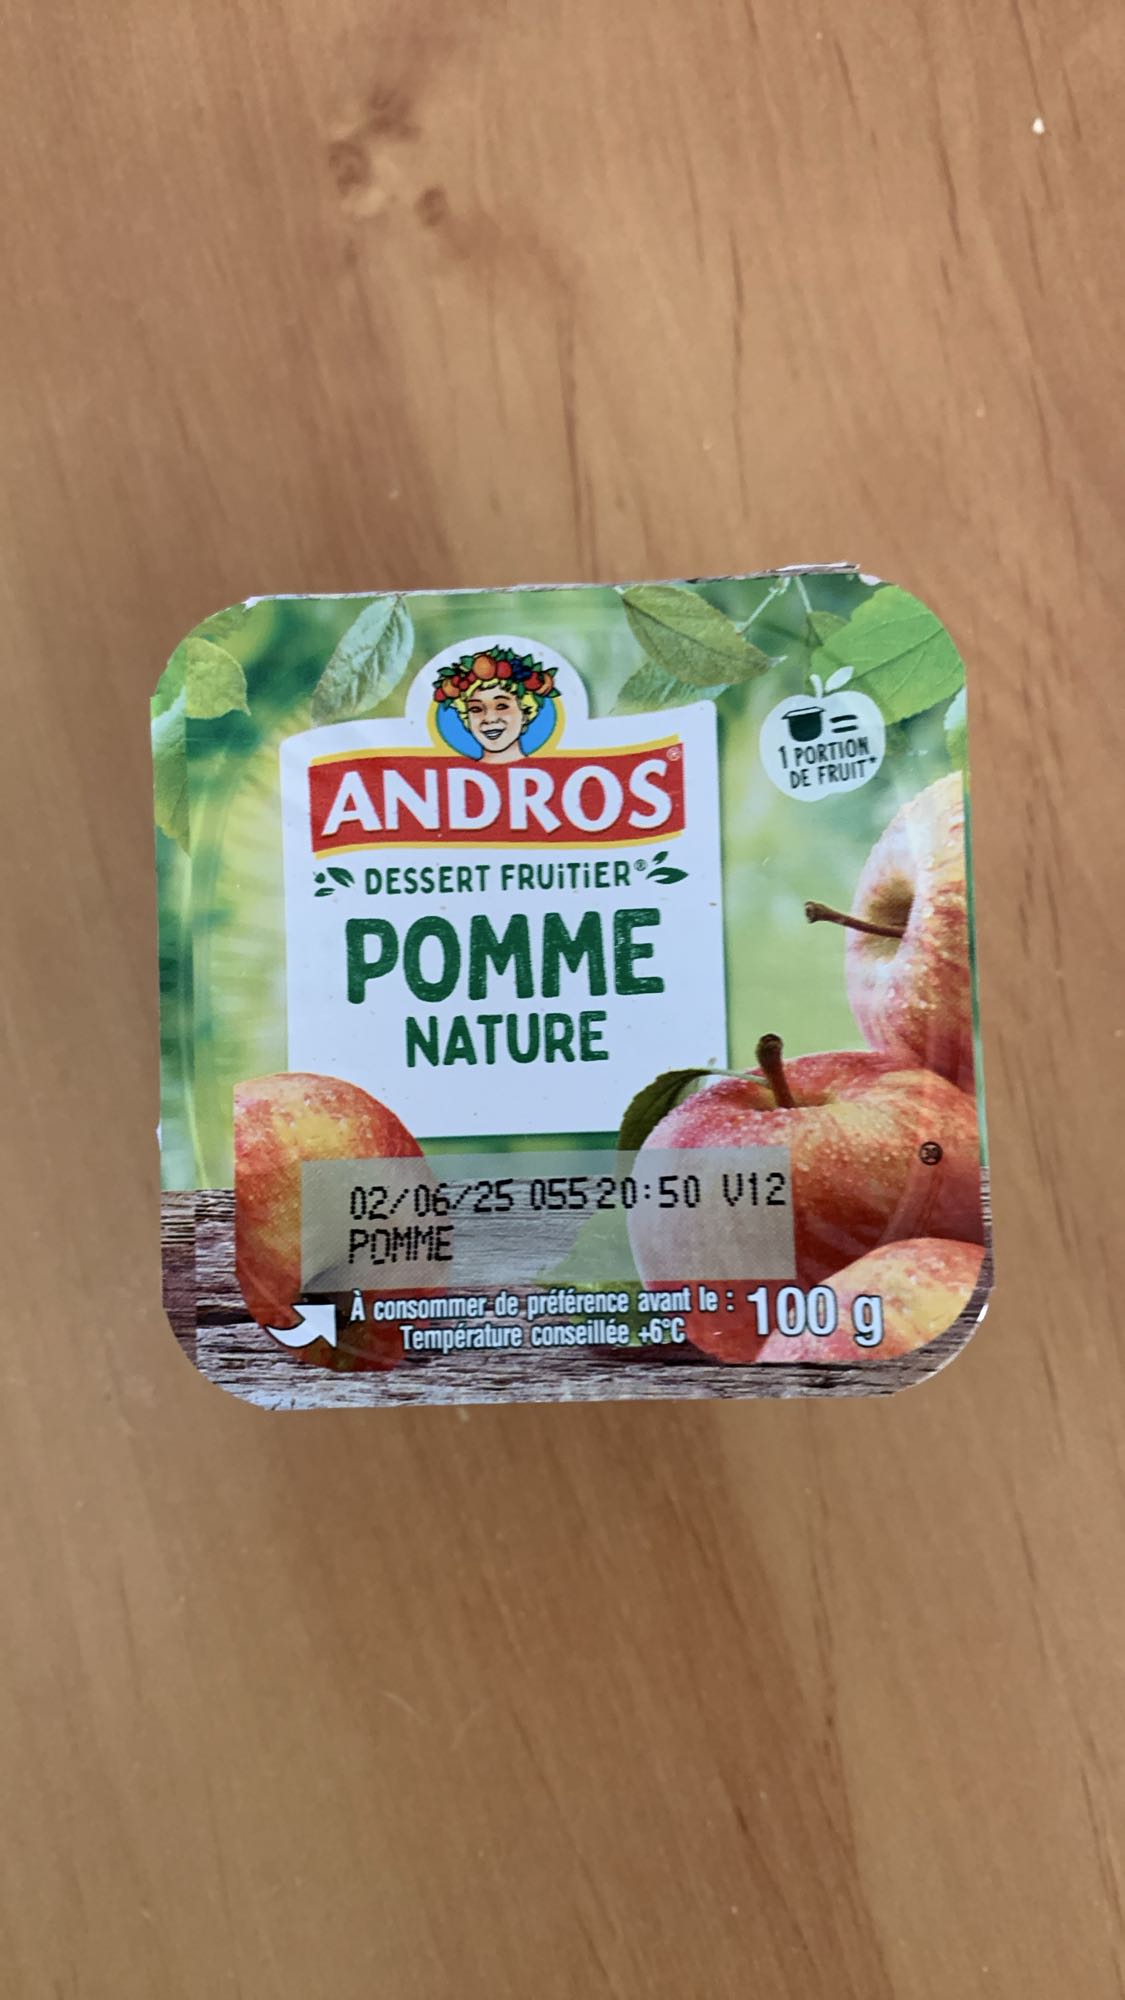 ANDROS®
DESSERT FRUiTiER®
POMME
NATURE
=
1 PORTION
DE FRUIT*
02/06/25 055 20:50 V12
POMME
À consommer de préférence avant le :
Température conseillée +6°C
100 g